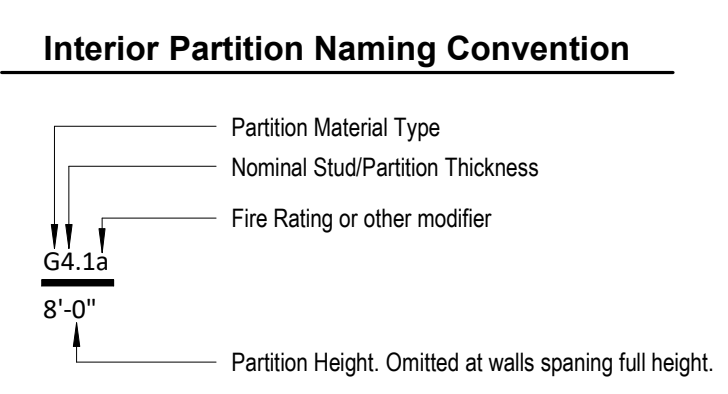 Interior Partition Naming Convention
Partition Material Type
Nominal Stud/Partition Thickness
Fire Rating or other modifier
G4.1a
8'-0"
Partition Height. Omitted at walls spaning full height.